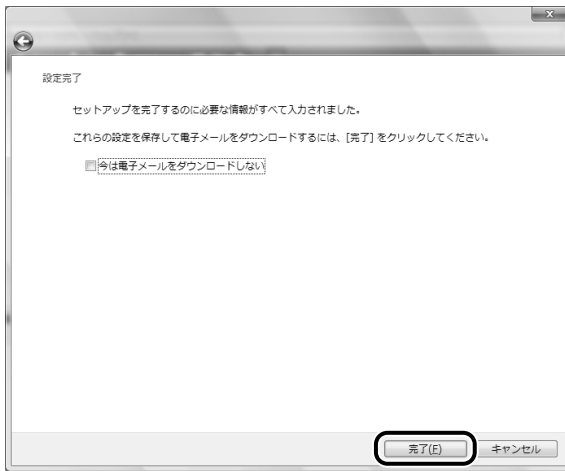 設定完了
セットアップを完了するのに必要な情報がすべて入力されました。
これらの設定を保存して電子メールをダウンロードするには、[完了] をクリックしてください。
今は電子メールをダウンロードしない
完了(F)
キャンセル